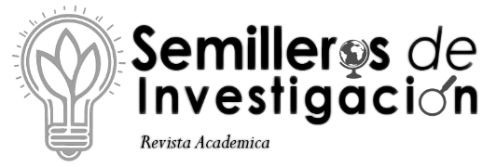 Semilleros de
Investigación
Revista Academica